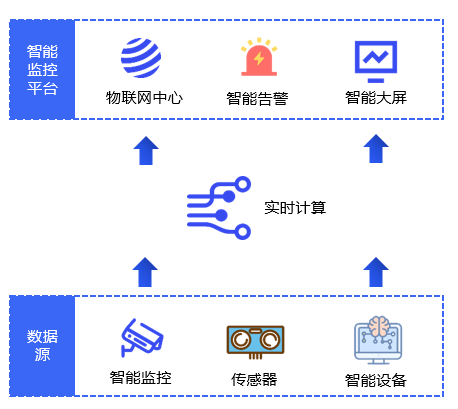 智能
监控
平台
物联网中心
智能告警
智能大屏
实时计算
数据
源
智能监控
传感器
智能设备